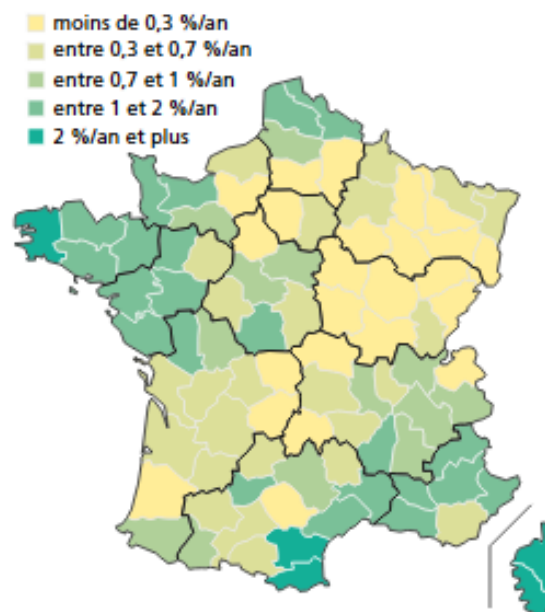 moins de 0,3 %/an
entre 0,3 et 0,7 %/an
entre 0,7 et 1 %/an
entre 1 et 2 %/an
2 %/an et plus